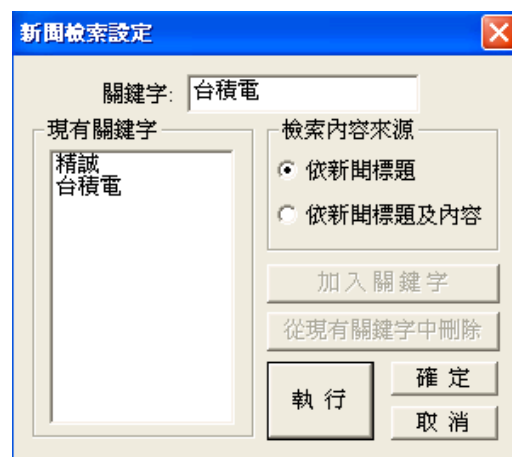 新聞檢索設定
關鍵字: 台積電
現有關鍵字
精誠
台積電
檢索內容來源
依新聞標題
依新聞標題及內容
加入關鍵字
從現有關鍵字中刪除
執行
確定
取消